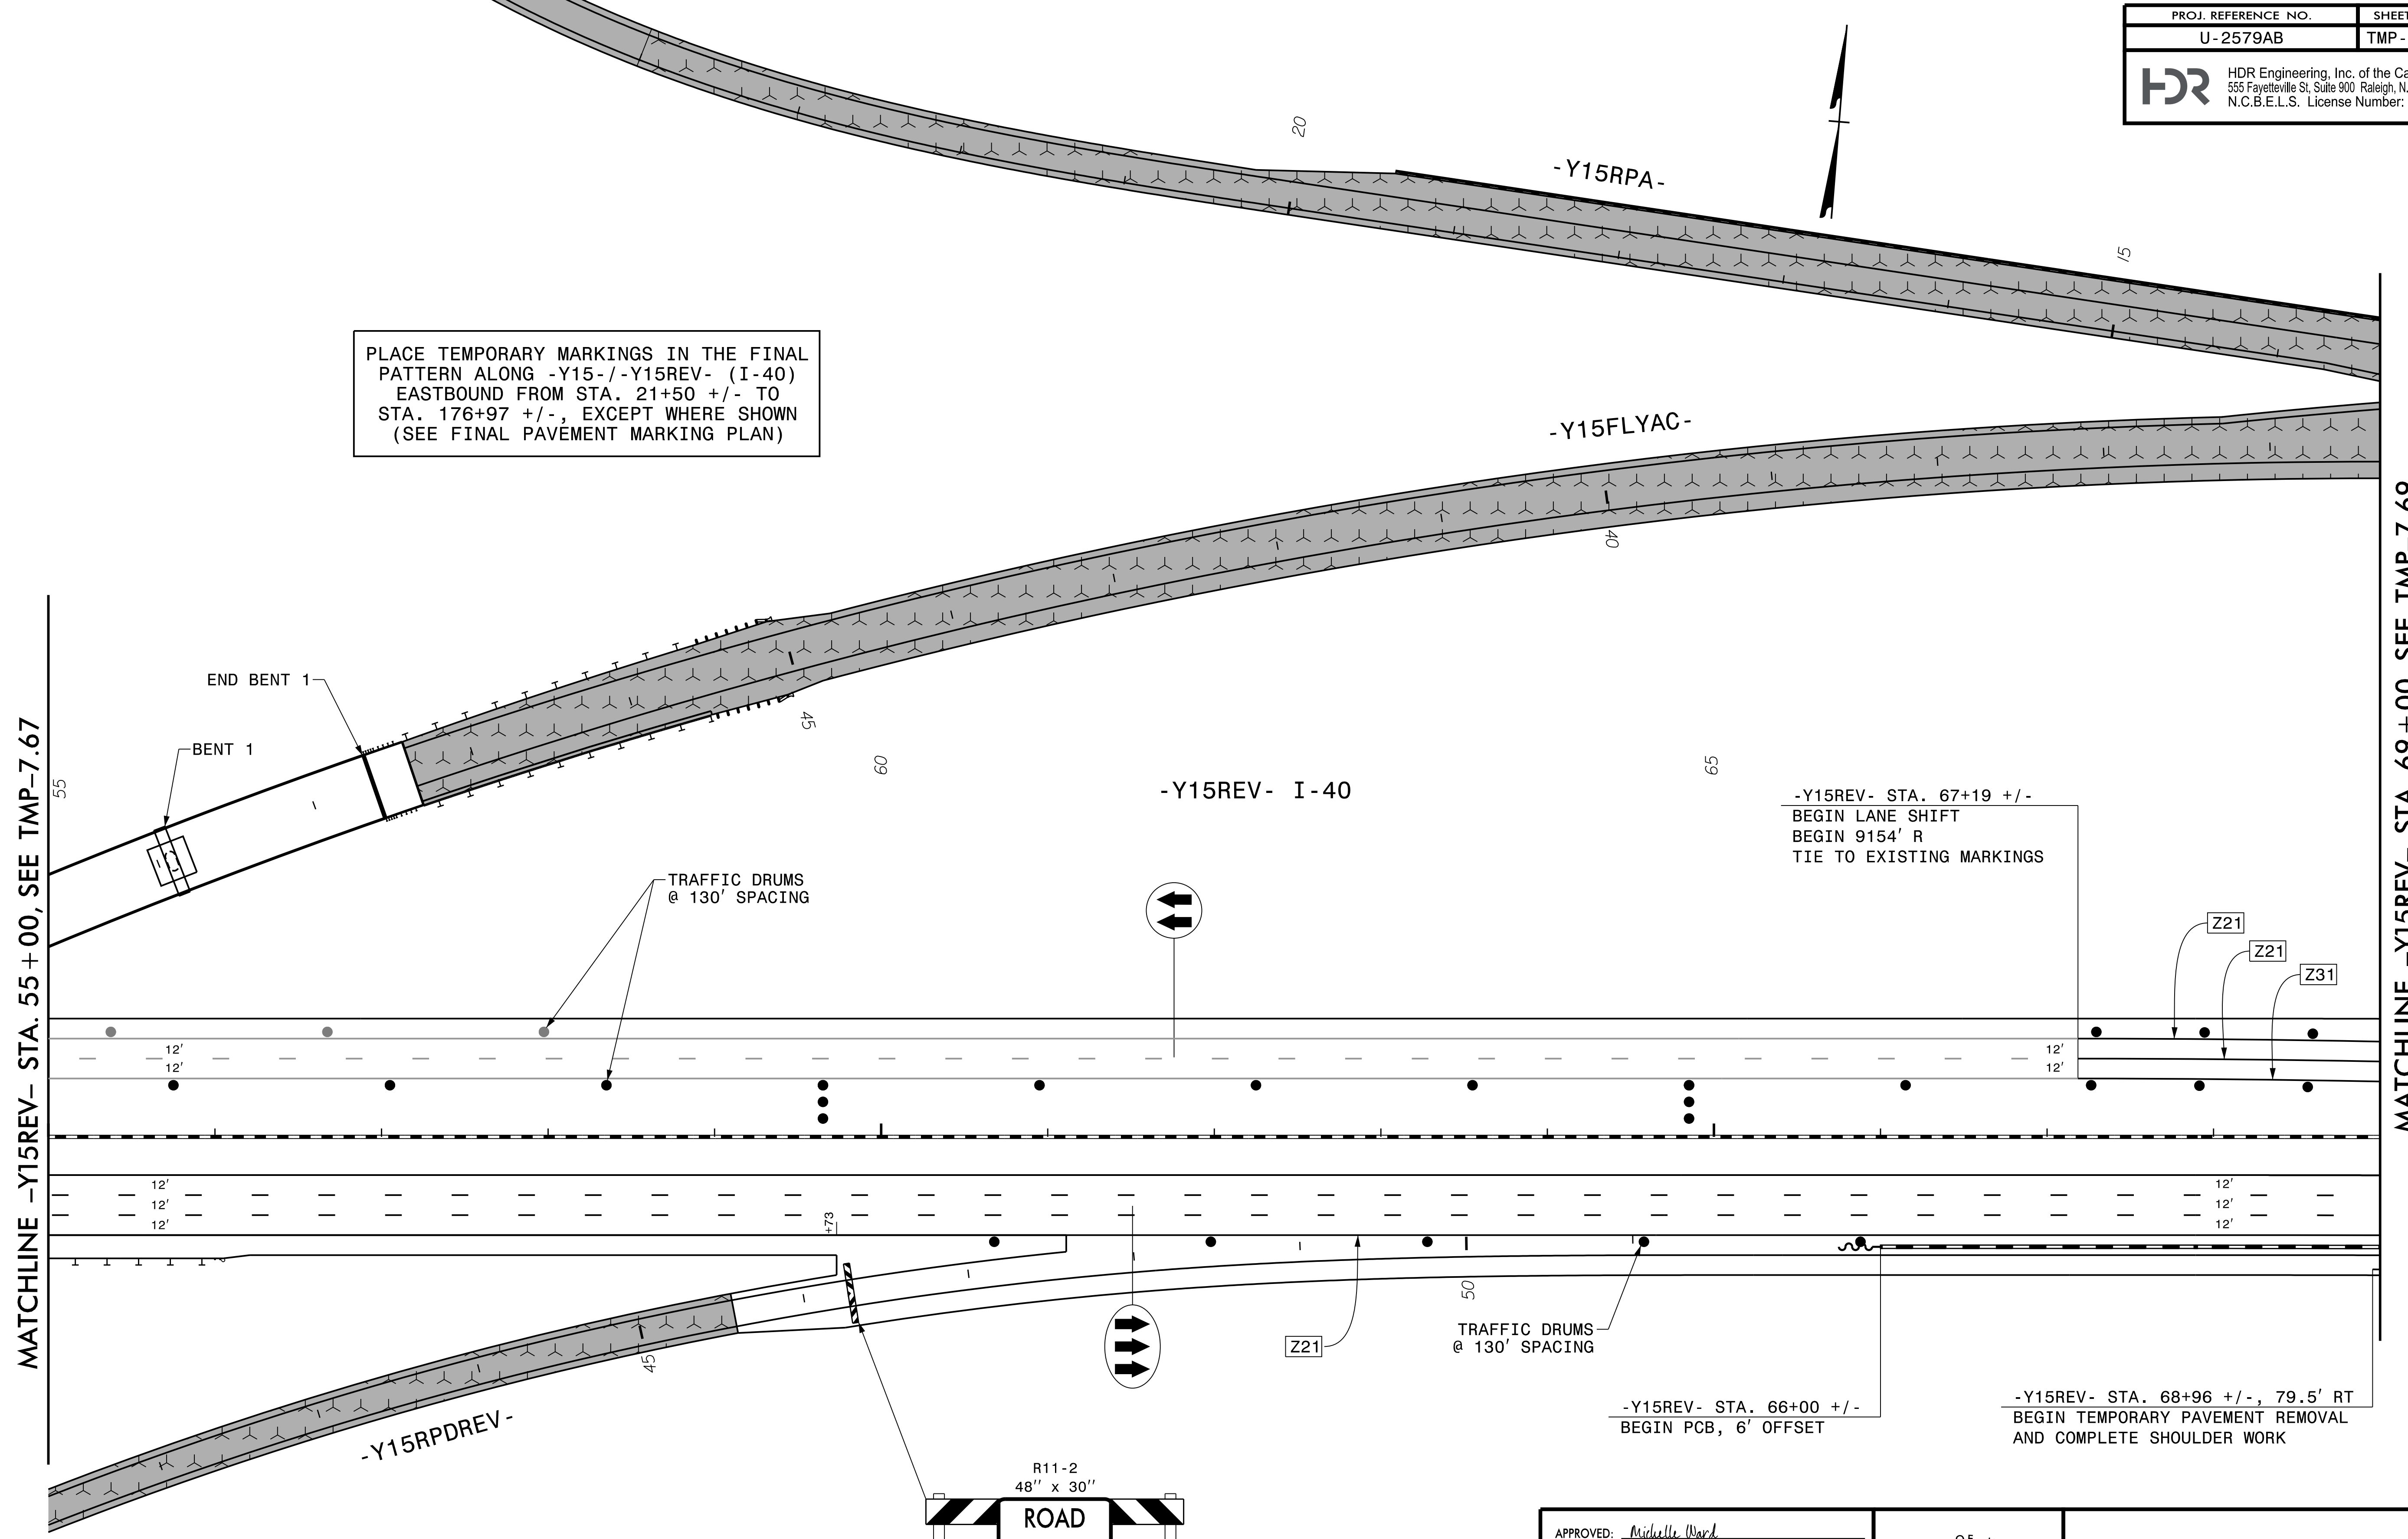 PROJ. REFERENCE NO.
SHEET
U-2579AB
TMP-
HDR
HDR Engineering, Inc. of the Ca
555 Fayetteville St, Suite 900 Raleigh, N.
N.C.B.E.L.S. License Number:
20
-Y15RPA-
15
PLACE TEMPORARY MARKINGS IN THE FINAL
PATTERN ALONG -Y15-/-Y15REV- (I-40)
EASTBOUND FROM STA. 21+50 +/- TO
STA. 176+97 +/-, EXCEPT WHERE SHOWN
(SEE FINAL PAVEMENT MARKING PLAN)
-Y15FLYAC-
40
45
END BENT 1
BENT 1
MATCHLINE -Y15REV- STA. 55+00, SEE TMP-7.67
55
60
65
-Y15REV- I-40
-Y15REV- STA. 67+19 +/-
BEGIN LANE SHIFT
BEGIN 9154' R
TIE TO EXISTING MARKINGS
TRAFFIC DRUMS
@ 130' SPACING
Z21
Z21
Z31
12'
12'
12'
12'
12'
12'
12'
12'
12'
12'
+73
50
45
Z21
TRAFFIC DRUMS
@ 130' SPACING
-Y15REV- STA. 66+00 +/-
BEGIN PCB, 6' OFFSET
-Y15REV- STA. 68+96 +/-, 79.5' RT
BEGIN TEMPORARY PAVEMENT REMOVAL
AND COMPLETE SHOULDER WORK
-Y15RPDREV-
R11-2
48'' x 30''
ROAD
APPROVED: Michelle Ward